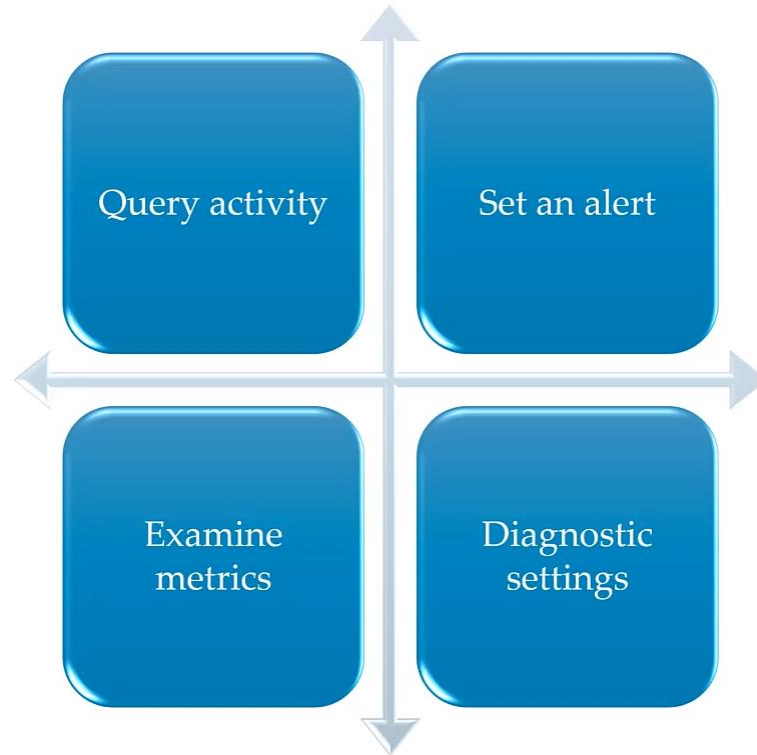 Query activity
Set an alert
Examine
metrics
Diagnostic
settings